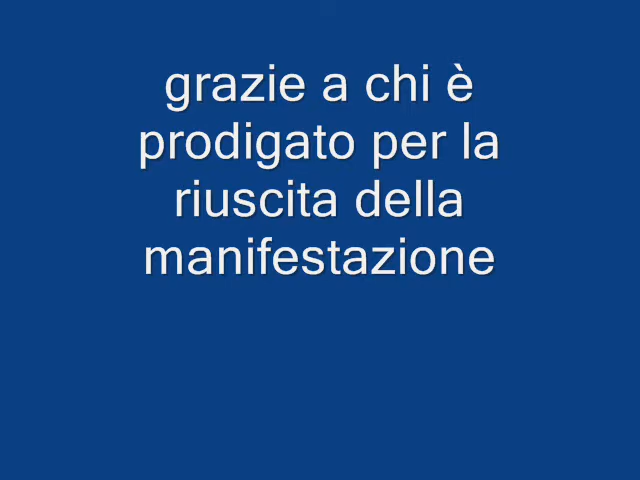 grazie a chi è
prodigato per la
riuscita della
manifestazione